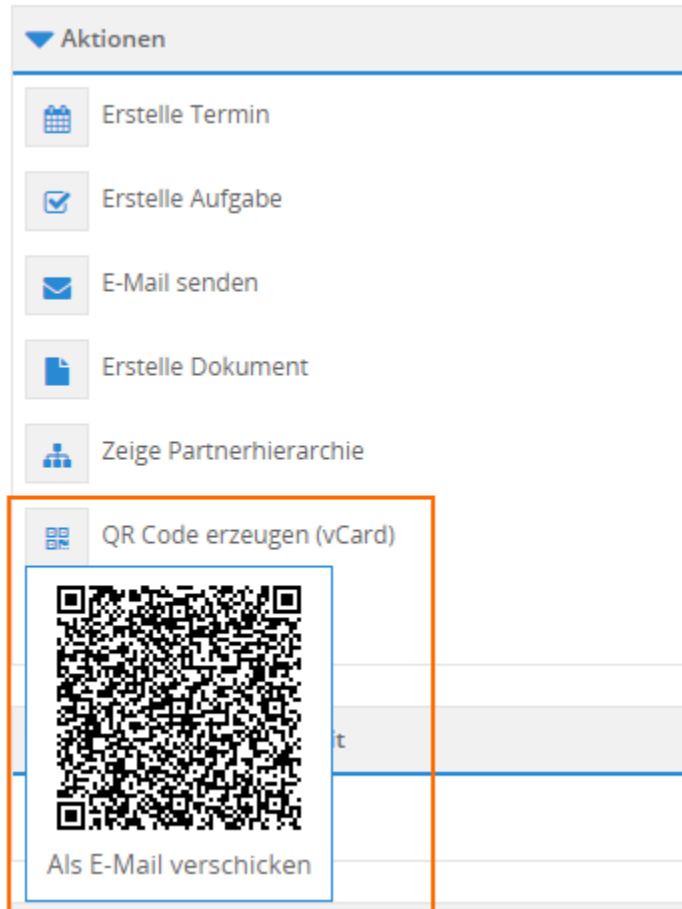 Aktionen
Erstelle Termin
Erstelle Aufgabe
E-Mail senden
Erstelle Dokument
Zeige Partnerhierarchie
QR Code erzeugen (vCard)
Als E-Mail verschicken